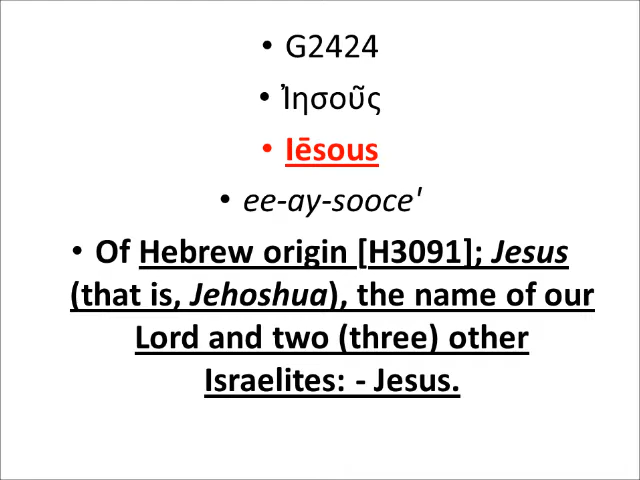 • G2424
• Ἰησοῦς
• Iēsous
• ee-ay-sooce'
• Of Hebrew origin [H3091]; Jesus
(that is, Jehoshua), the name of our
Lord and two (three) other
Israelites: - Jesus.